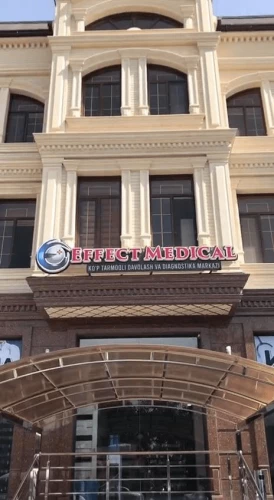 EFFECT MEDICAL
KO'P TARMOQLI DAVOLASH VA DIAGNOSTIKA MARKAZI